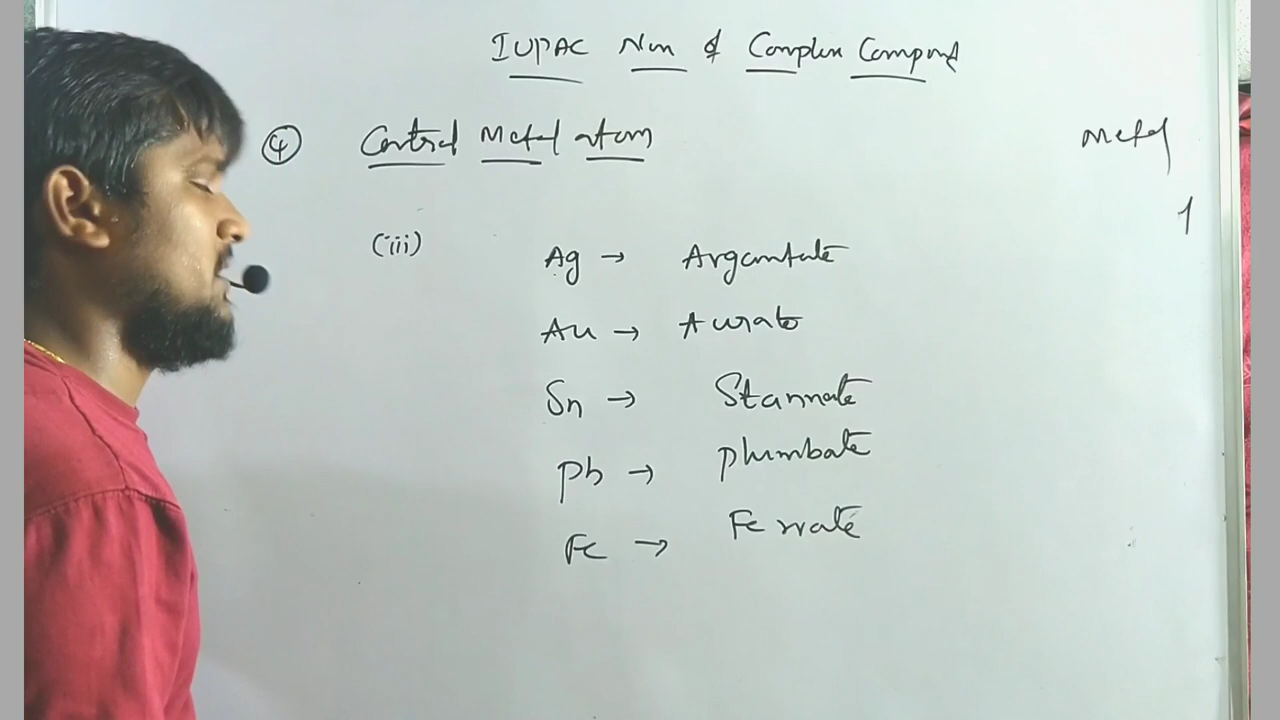 IUPAC Nom of Complex Compound
④ Central Metal atom
Metal
1
(iii) Ag → Argantate
Au → Aurate
Sn → Stannate
Pb → Plumbate
Fe → Ferrate